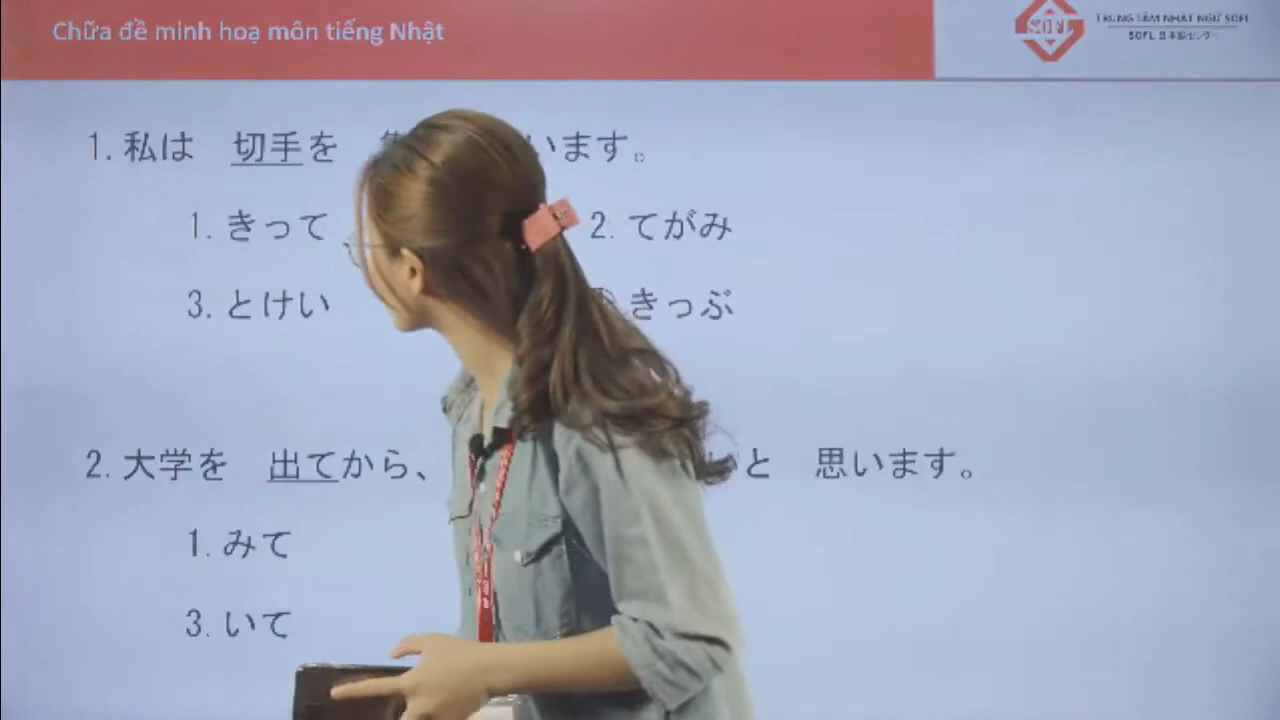 Chữa đề minh hoạ môn tiếng Nhật
SOFL
TRUNG TÂM NHẬT NGỮ SOFL
SOFL 日本語センター
1. 私は 切手を います。
1. きって 2. てがみ
3. とけい きっぷ
2. 大学を 出てから、 と 思います。
1. みて
3. いて